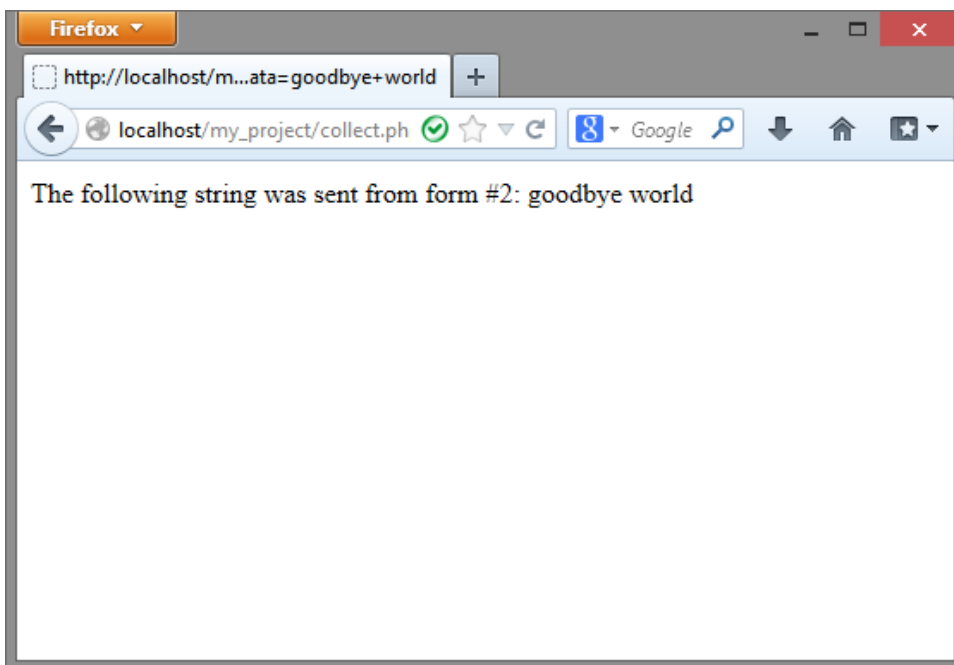 Firefox
http://localhost/m...ata=goodbye+world
localhost/my_project/collect.ph
8 Google
The following string was sent from form #2: goodbye world